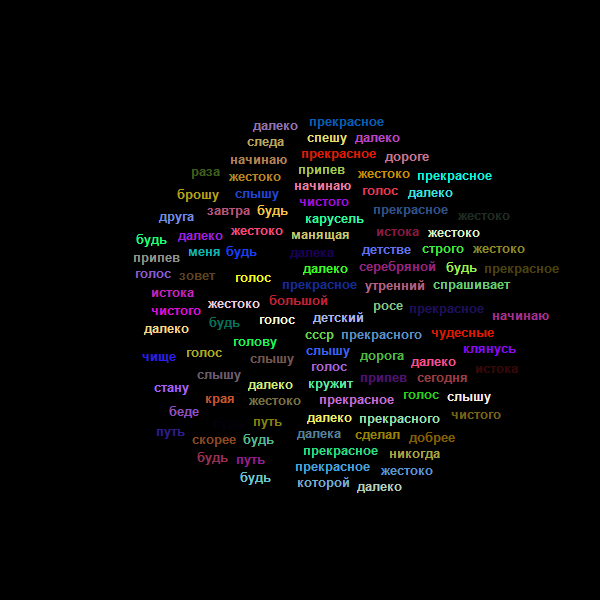 далеко прекрасное
следа спешу далеко
начинаю прекрасное дороге
раза жестоко припев жестоко прекрасное
брошу слышу начинаю голос далеко
друга завтра будь чистого карусель прекрасное жестоко
будь далеко жестоко манящая истока жестоко
припев меня будь далека детстве строго жестоко
голос зовет голос далеко серебряной будь прекрасное
истока жестоко большой прекрасное утренний спрашивает
чистого будь голос детский росе прекрасное начинаю
далеко голову ссср прекрасного чудесные
чище голос слышу слышу дорога далеко клянусь
слышу голос припев сегодня истока
стану края далеко жестоко кружит прекрасное голос слышу
беде путь далеко прекрасного чистого
путь скорее будь далека сделал добрее
будь путь прекрасное никогда
будь прекрасное жестоко
которой далеко